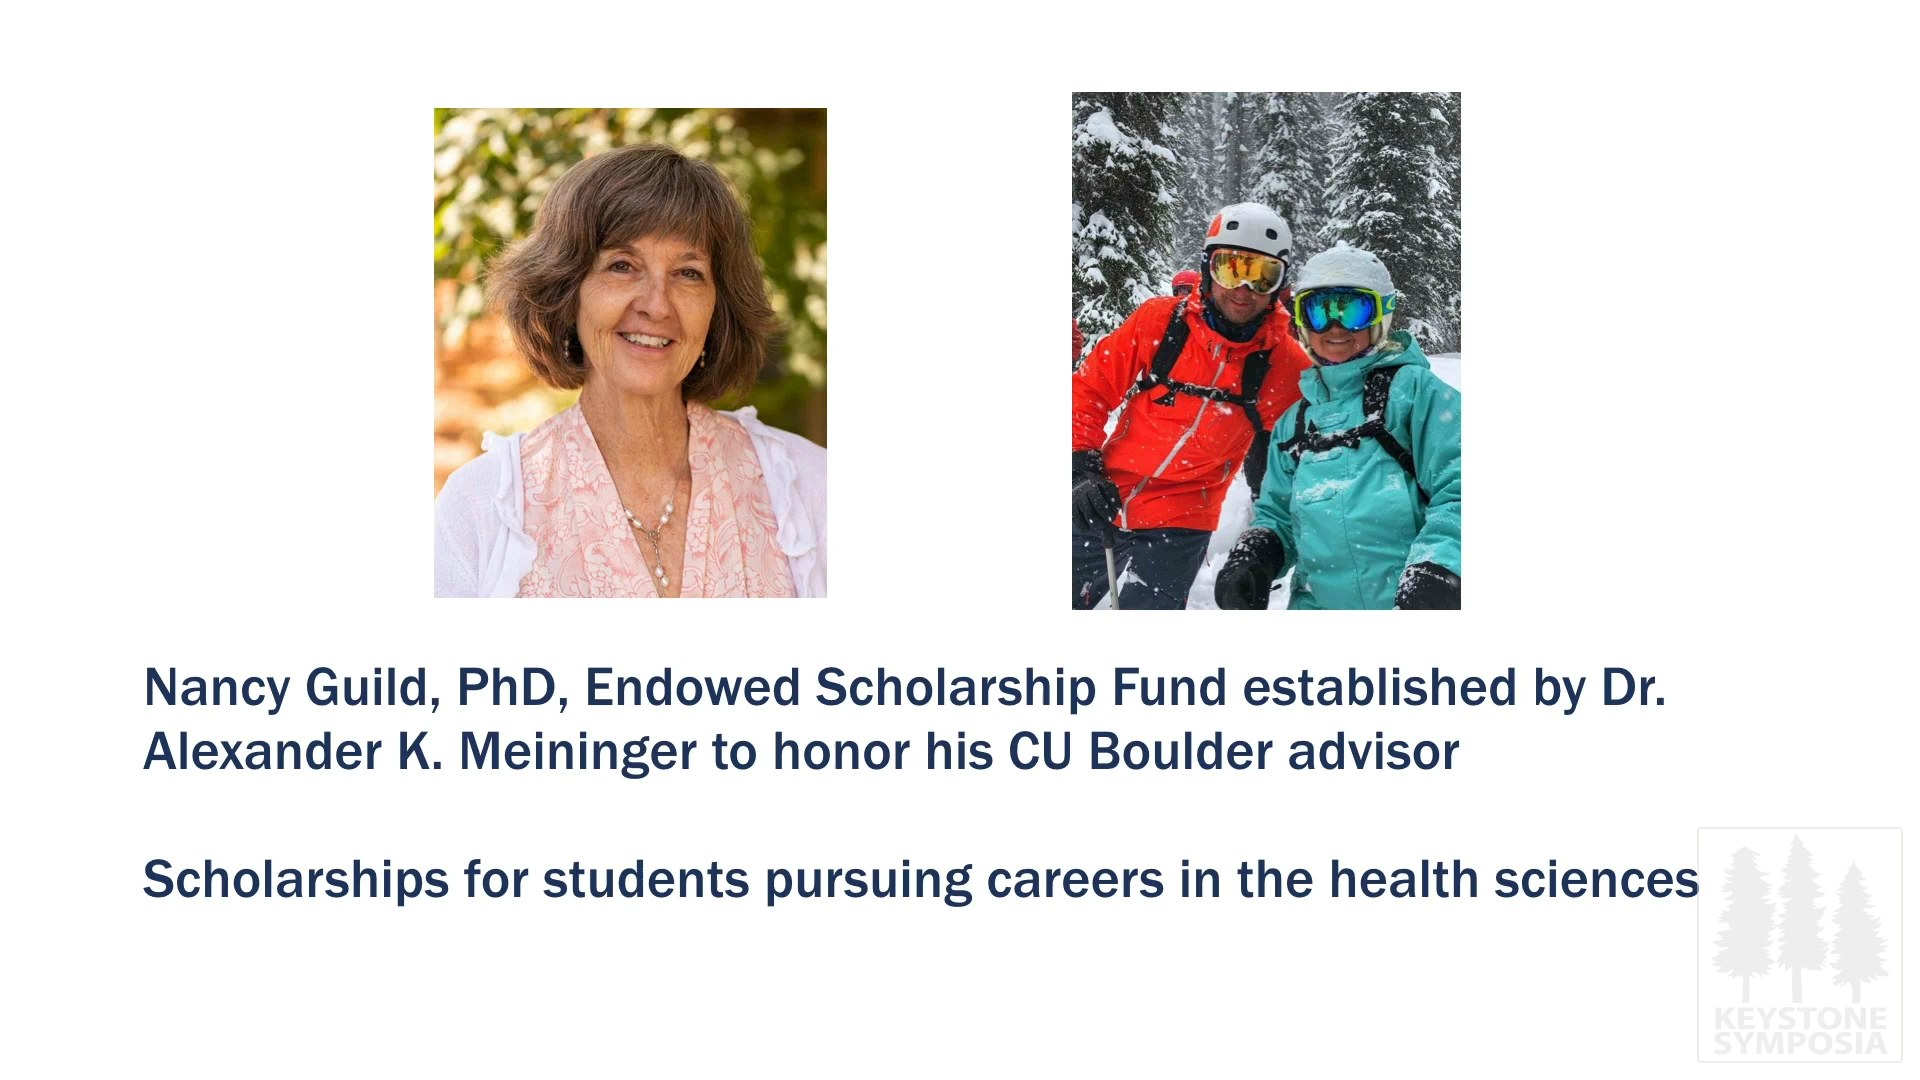 Nancy Guild, PhD, Endowed Scholarship Fund established by Dr.
Alexander K. Meininger to honor his CU Boulder advisor
Scholarships for students pursuing careers in the health sciences
KEYSTONE
SYMPOSIA